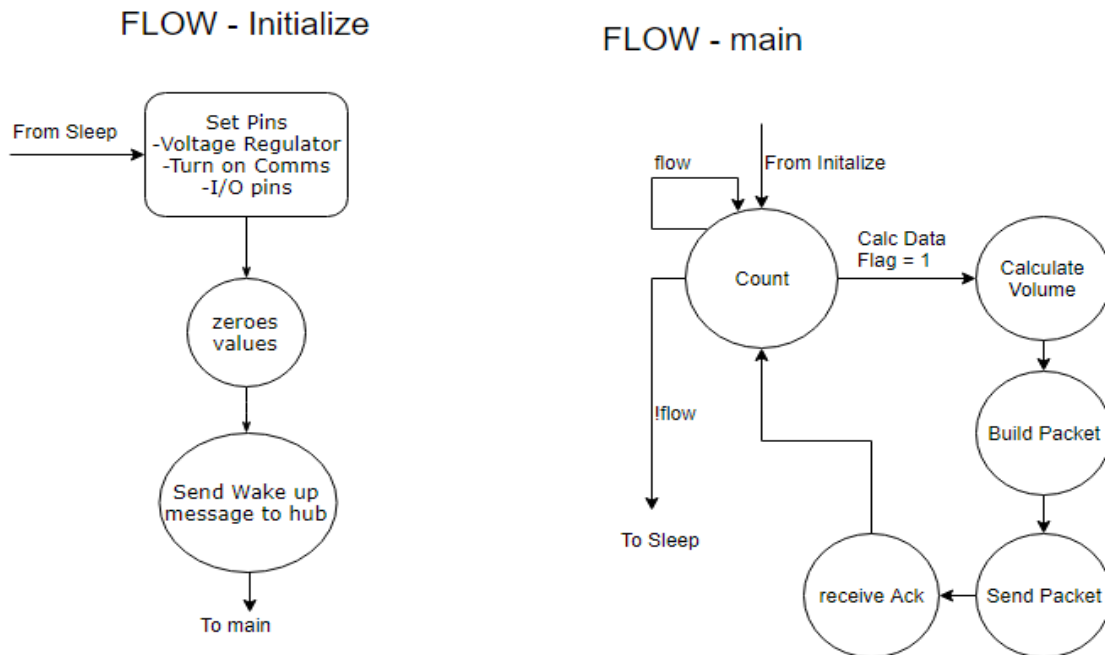 FLOW - Initialize
From Sleep
Set Pins
-Voltage Regulator
-Turn on Comms
-I/O pins
zeroes
values
Send Wake up
message to hub
To main
FLOW - main
From Initalize
flow
Count
Calc Data
Flag = 1
Calculate
Volume
Build Packet
Send Packet
receive Ack
!flow
To Sleep